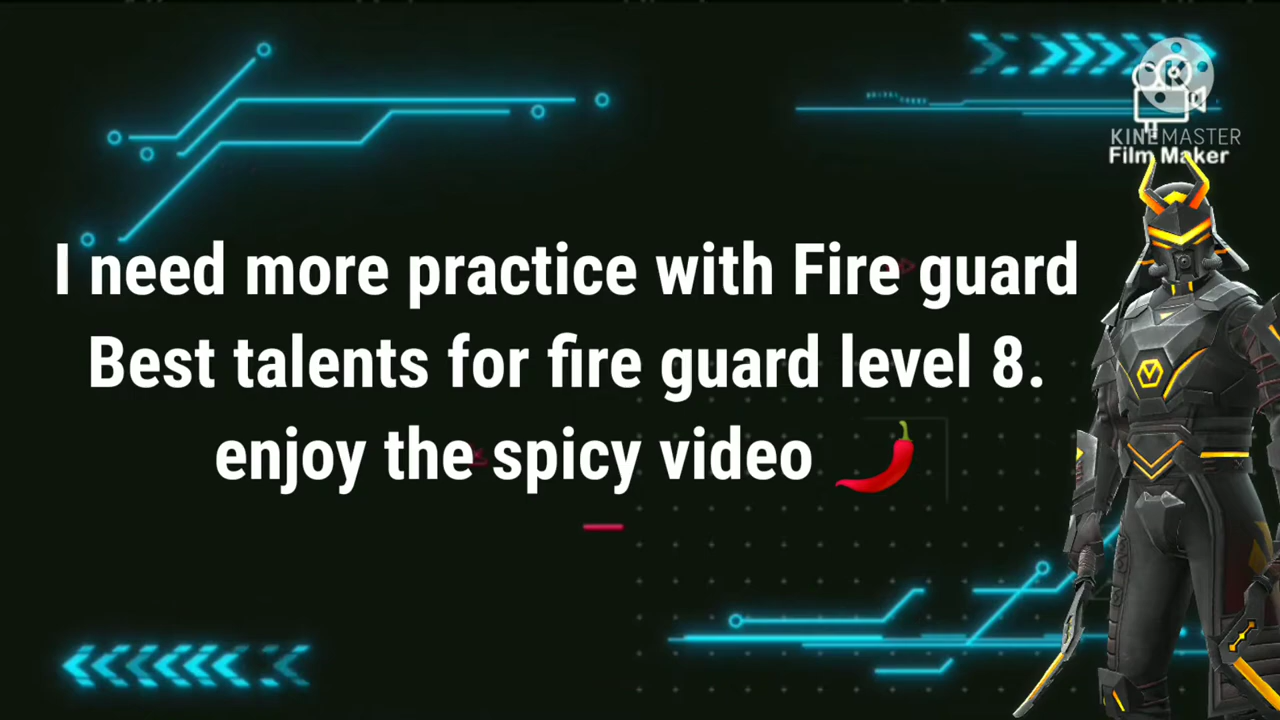 KINEMASTER
Film Maker
I need more practice with Fire guard
Best talents for fire guard level 8.
enjoy the spicy video 🌶️